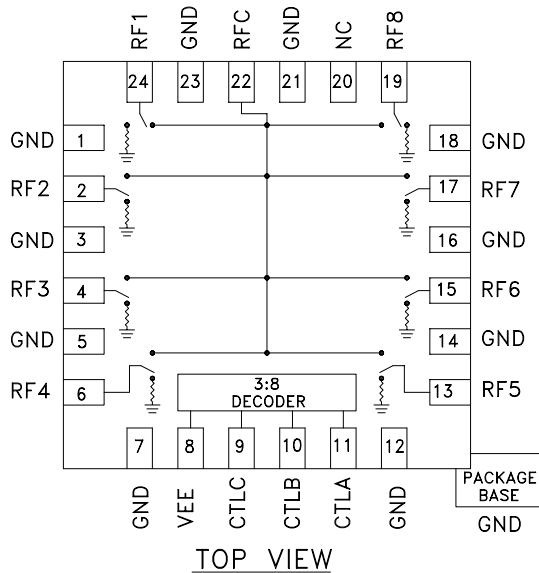 RF1 GND RFC GND NC RF8
24 23 22 21 20 19
GND 1 18 GND
RF2 2 17 RF7
GND 3 16 GND
RF3 4 15 RF6
GND 5 14 GND
RF4 6 13 RF5
3:8
DECODER
7 8 9 10 11 12
GND VEE CTLC CTLB CTLA GND
PACKAGE
BASE
GND
TOP VIEW